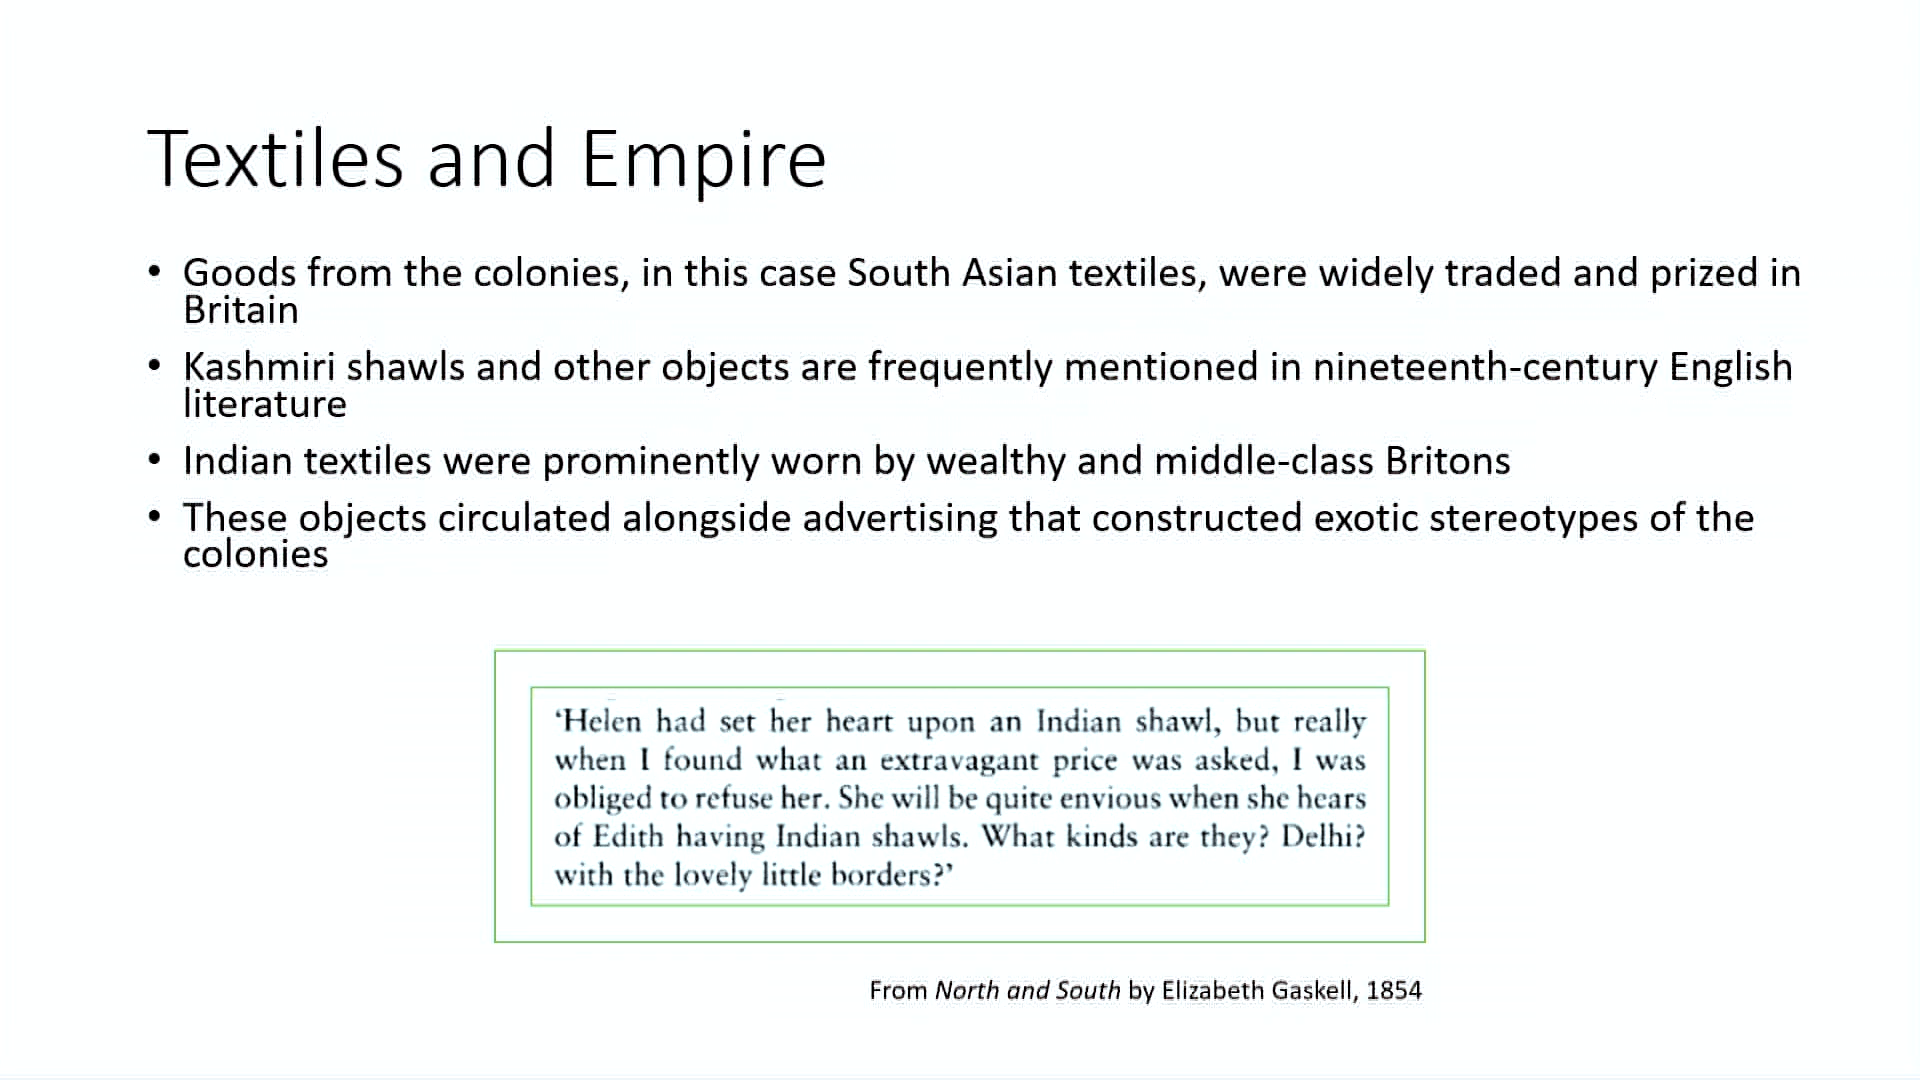 Textiles and Empire
• Goods from the colonies, in this case South Asian textiles, were widely traded and prized in
Britain
• Kashmiri shawls and other objects are frequently mentioned in nineteenth-century English
literature
• Indian textiles were prominently worn by wealthy and middle-class Britons
• These objects circulated alongside advertising that constructed exotic stereotypes of the
colonies
‘Helen had set her heart upon an Indian shawl, but really
when I found what an extravagant price was asked, I was
obliged to refuse her. She will be quite envious when she hears
of Edith having Indian shawls. What kinds are they? Delhi?
with the lovely little borders?’
From North and South by Elizabeth Gaskell, 1854